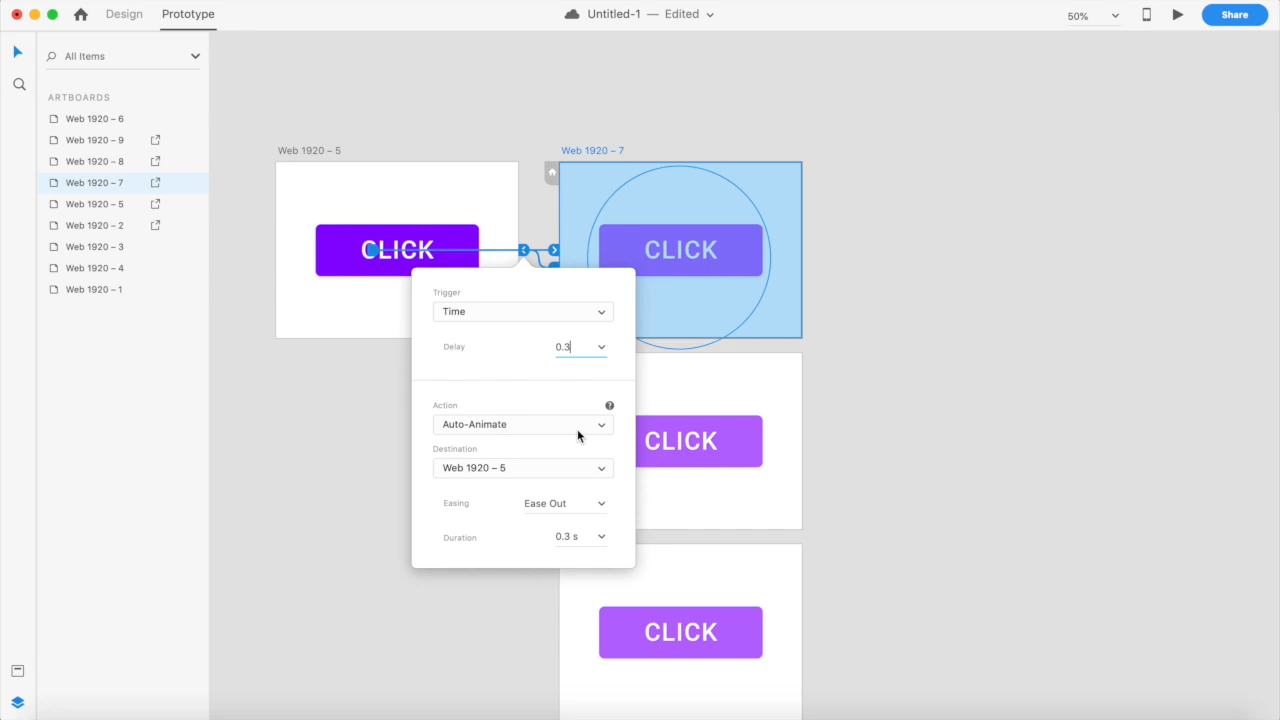 Design Prototype Untitled-1 — Edited 50% Share
All Items
ARTBOARDS
Web 1920 – 6
Web 1920 – 9
Web 1920 – 8
Web 1920 – 7
Web 1920 – 5
Web 1920 – 2
Web 1920 – 3
Web 1920 – 4
Web 1920 – 1
Web 1920 – 5
CLICK
Web 1920 – 7
CLICK
Trigger
Time
Delay 0.3
Action ?
Auto-Animate
Destination
Web 1920 – 5
Easing Ease Out
Duration 0.3 s
CLICK
CLICK